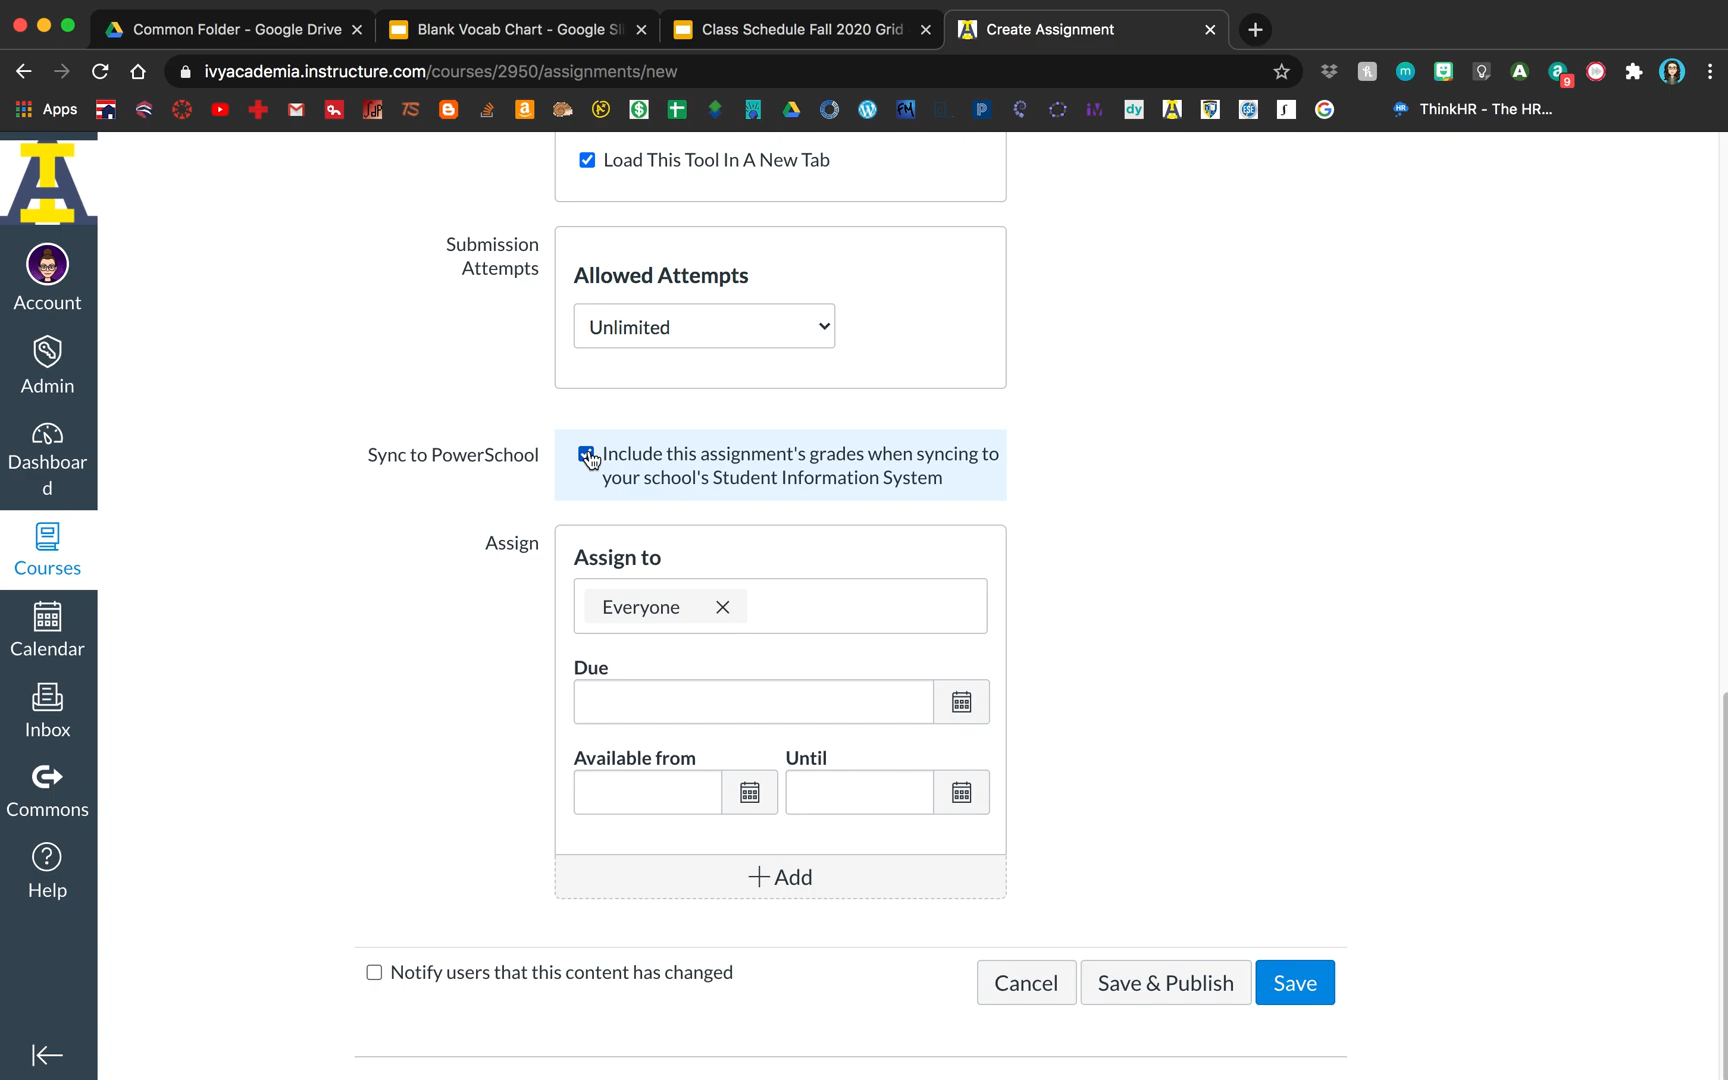 Common Folder - Google Drive
Blank Vocab Chart - Google Sli
Class Schedule Fall 2020 Grid
Create Assignment
ivyacademia.instructure.com/courses/2950/assignments/new
9
Apps
ThinkHR - The HR...
Load This Tool In A New Tab
Submission
Attempts
Allowed Attempts
Unlimited
Account
Admin
Sync to PowerSchool
Include this assignment's grades when syncing to
your school's Student Information System
Dashboar
d
Assign
Assign to
Courses
Everyone
Calendar
Due
Inbox
Available from
Until
Commons
Add
Help
Notify users that this content has changed
Cancel
Save & Publish
Save